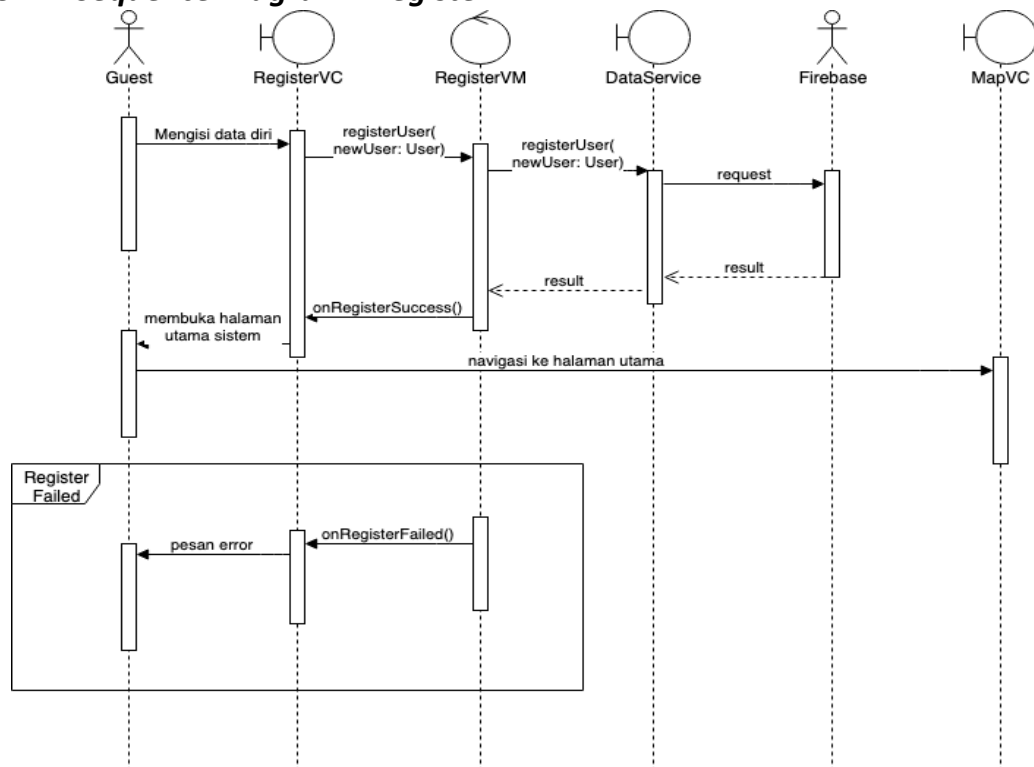 Guest
RegisterVC
RegisterVM
DataService
Firebase
MapVC
Mengisi data diri
registerUser(
newUser: User)
registerUser(
newUser: User)
request
result
result
onRegisterSuccess()
membuka halaman
utama sistem
navigasi ke halaman utama
Register
Failed
onRegisterFailed()
pesan error